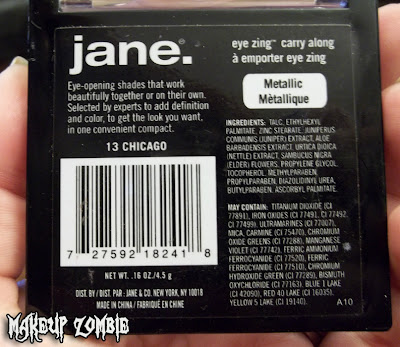 jane.
Eye-opening shades that work
beautifully together or on their own.
Selected by experts to add definition
and color, to get the look you want,
in one convenient compact.
13 CHICAGO
7 27592 18241 8
NET WT. .16 OZ/4.5 g
DIST. BY / DIST. PAR : JANE & CO. NEW YORK, NY 10018
MADE IN CHINA / FABRIQUÉ EN CHINE
eye zing™ carry along
à emporter eye zing
Metallic
Mètallique
INGREDIENTS: TALC, ETHYLHEXYL
PALMITATE, ZINC STEARATE, JUNIPERUS
COMMUNIS (JUNIPER) EXTRACT, ALOE
BARBADENSIS EXTRACT, URTICA DIOICA
(NETTLE) EXTRACT, SAMBUCUS NIGRA
(ELDER) FLOWERS, PROPYLENE GLYCOL,
TOCOPHEROL, METHYLPARABEN,
PROPYLPARABEN, DIAZOLIDINYL UREA,
BUTYLPARABEN, ASCORBYL PALMITATE.
MAY CONTAIN: TITANIUM DIOXIDE (CI
77891), IRON OXIDES (CI 77491, CI 77492,
CI 77499), ULTRAMARINES (CI 77007),
MICA, CARMINE (CI 75470), CHROMIUM
OXIDE GREENS (CI 77288), MANGANESE
VIOLET (CI 77742), FERRIC AMMONIUM
FERROCYANIDE (CI 77510), FERRIC
FERROCYANIDE (CI 77510), CHROMIUM
HYDROXIDE GREEN (CI 77289), BISMUTH
OXYCHLORIDE (CI 77163), BLUE 1 LAKE
(CI 42090), RED 40 LAKE (CI 16035),
YELLOW 5 LAKE (CI 19140).
A10
MAKEUP ZOMBIE